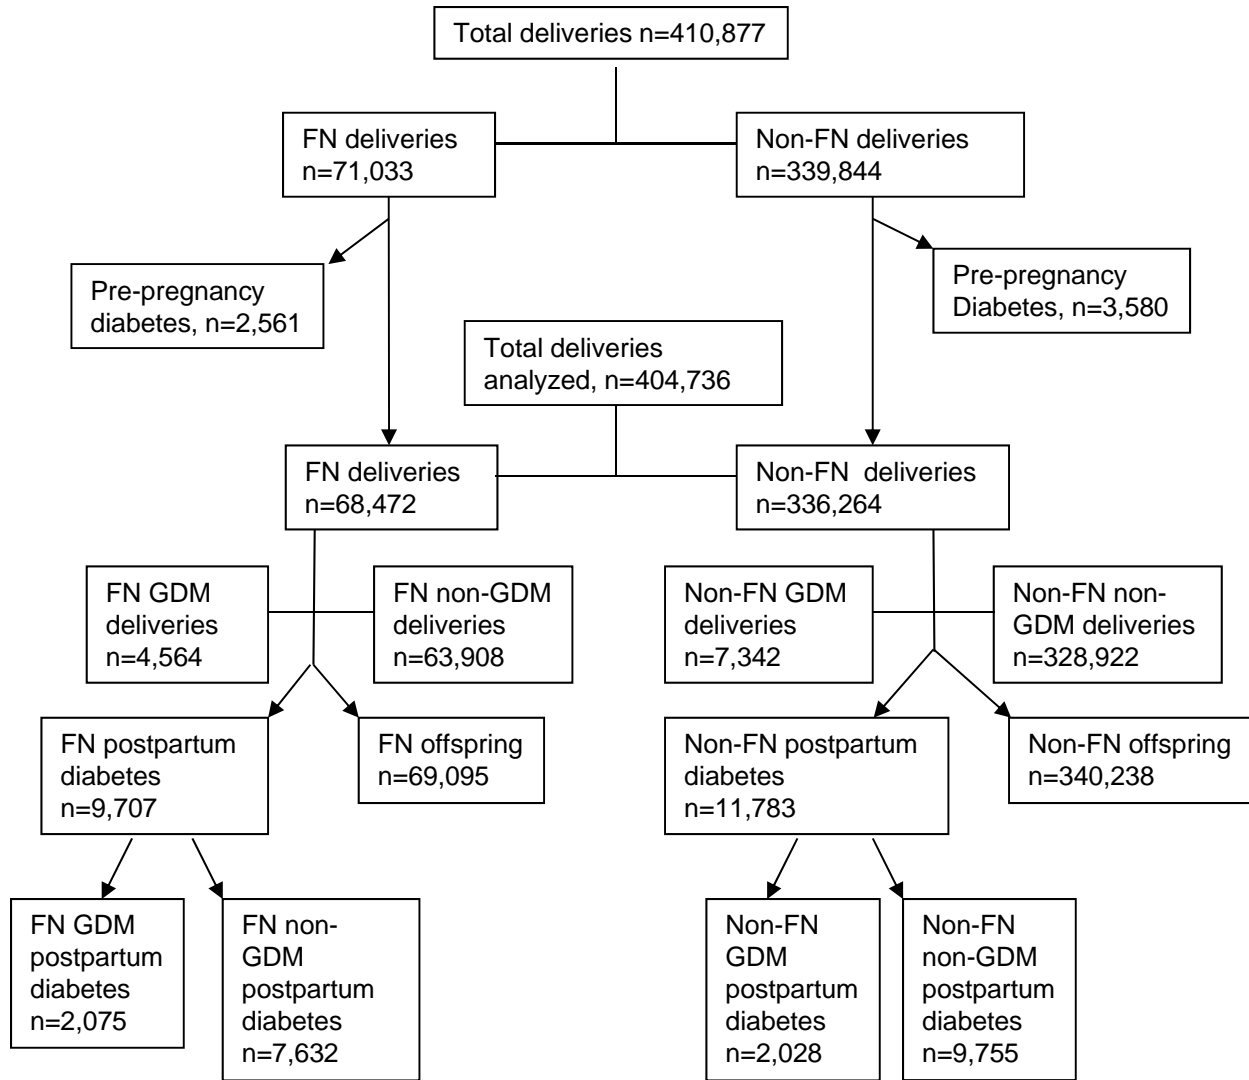 Total deliveries n=410,877
FN deliveries
n=71,033
Non-FN deliveries
n=339,844
Pre-pregnancy
diabetes, n=2,561
Pre-pregnancy
Diabetes, n=3,580
Total deliveries
analyzed, n=404,736
FN deliveries
n=68,472
Non-FN deliveries
n=336,264
FN GDM
deliveries
n=4,564
FN non-GDM
deliveries
n=63,908
Non-FN GDM
deliveries
n=7,342
Non-FN non-
GDM deliveries
n=328,922
FN postpartum
diabetes
n=9,707
FN offspring
n=69,095
Non-FN postpartum
diabetes
n=11,783
Non-FN offspring
n=340,238
FN GDM
postpartum
diabetes
n=2,075
FN non-
GDM
postpartum
diabetes
n=7,632
Non-FN
GDM
postpartum
diabetes
n=2,028
Non-FN
non-GDM
postpartum
diabetes
n=9,755